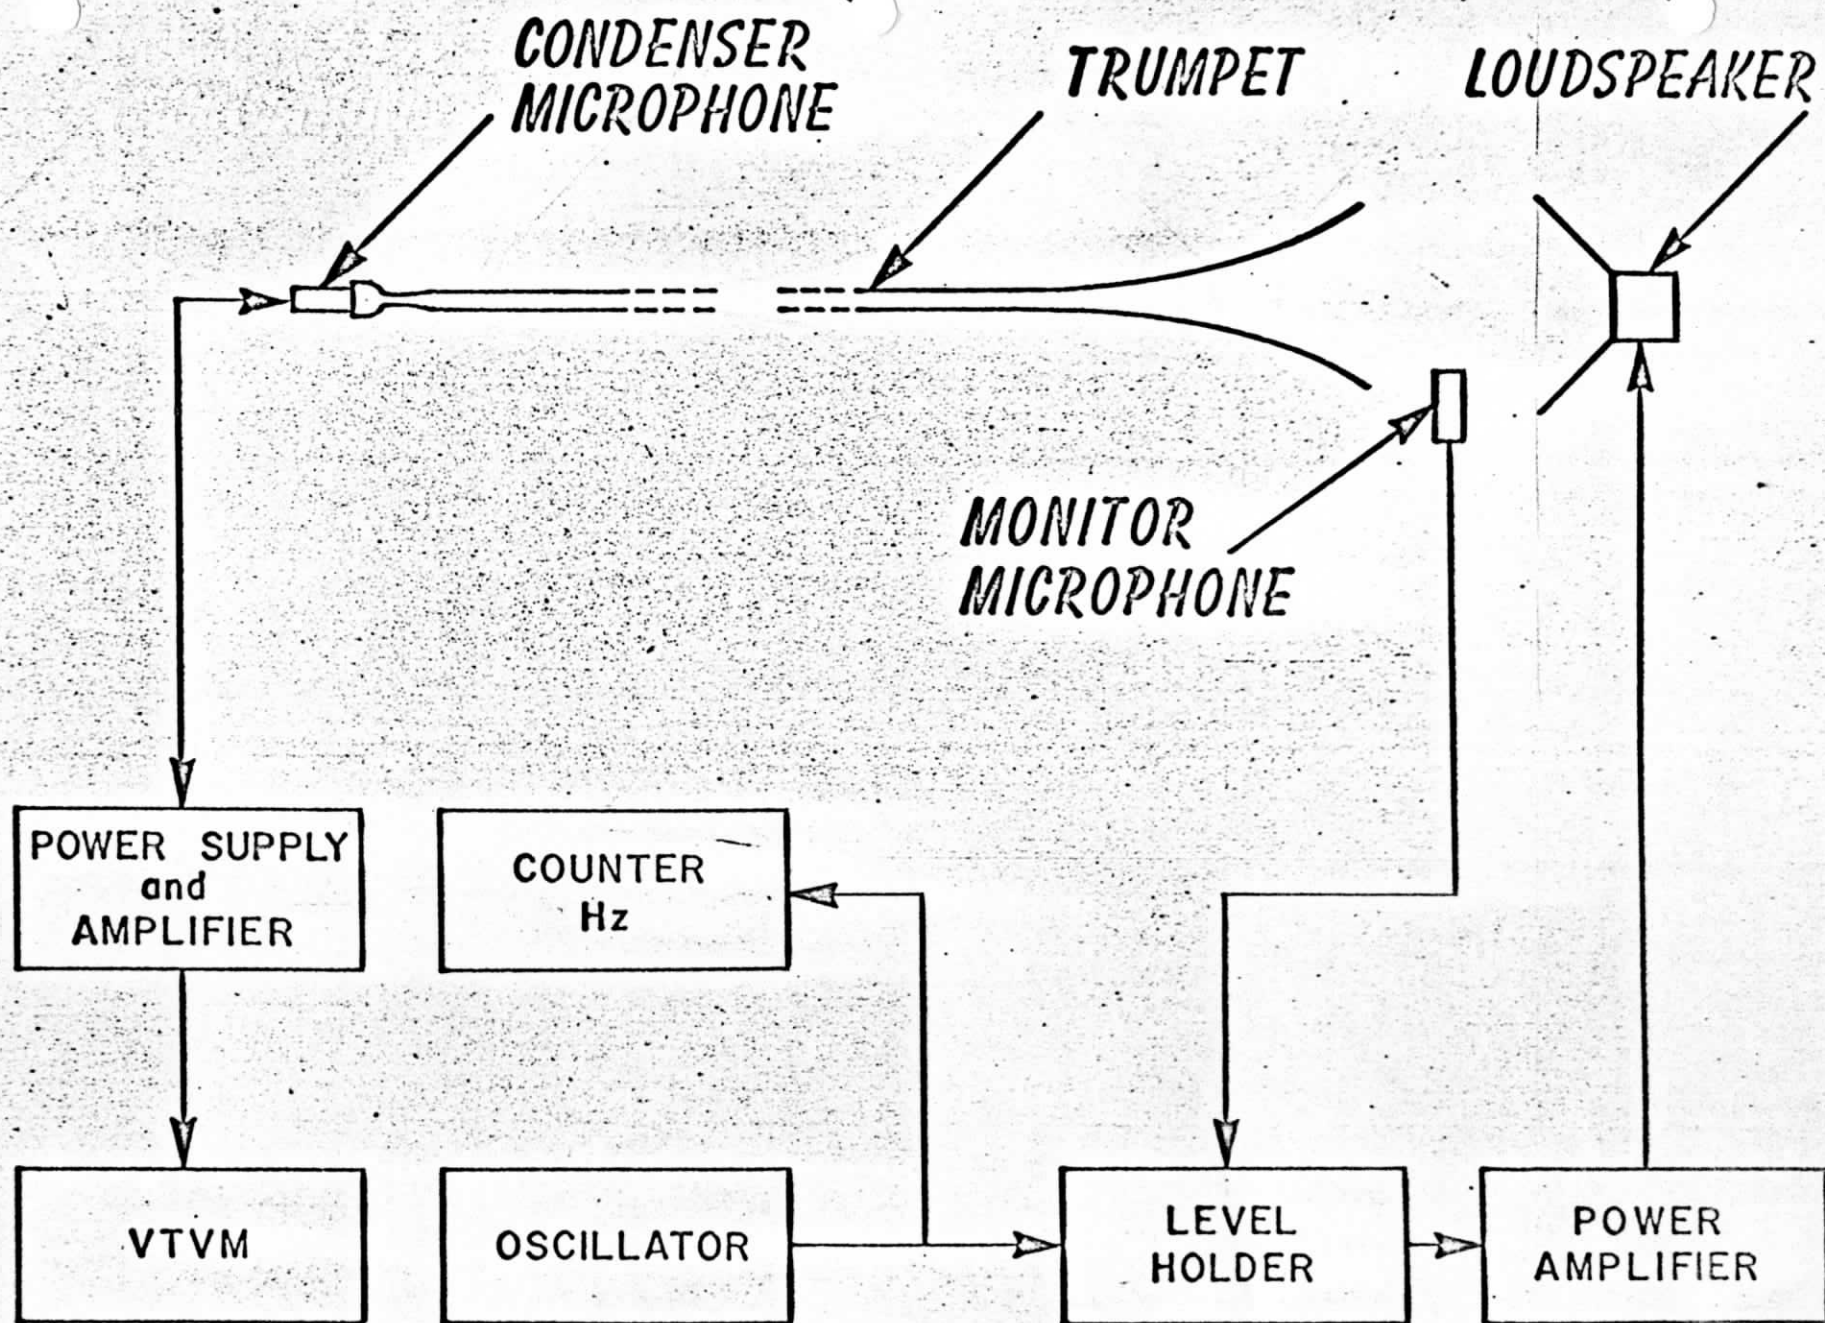 CONDENSER
MICROPHONE
TRUMPET
LOUDSPEAKER
MONITOR
MICROPHONE
POWER SUPPLY
and
AMPLIFIER
COUNTER
Hz
VTVM
OSCILLATOR
LEVEL
HOLDER
POWER
AMPLIFIER